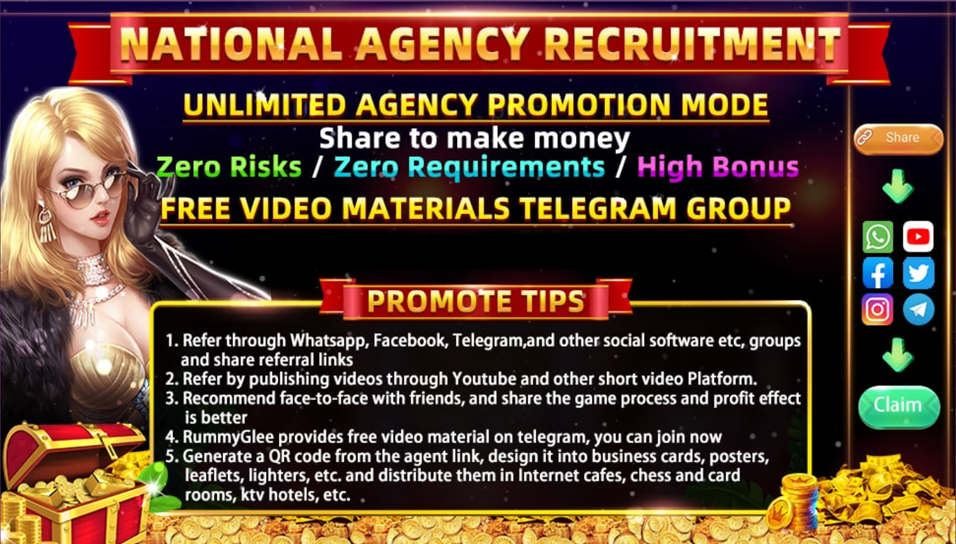 NATIONAL AGENCY RECRUITMENT
UNLIMITED AGENCY PROMOTION MODE
Share to make money
Zero Risks / Zero Requirements / High Bonus
FREE VIDEO MATERIALS TELEGRAM GROUP
Share
Claim
PROMOTE TIPS
1. Refer through Whatsapp, Facebook, Telegram,and other social software etc, groups
and share referral links
2. Refer by publishing videos through Youtube and other short video Platform.
3. Recommend face-to-face with friends, and share the game process and profit effect
is better
4. RummyGlee provides free video material on telegram, you can join now
5. Generate a QR code from the agent link, design it into business cards, posters,
leaflets, lighters, etc. and distribute them in Internet cafes, chess and card
rooms, ktv hotels, etc.